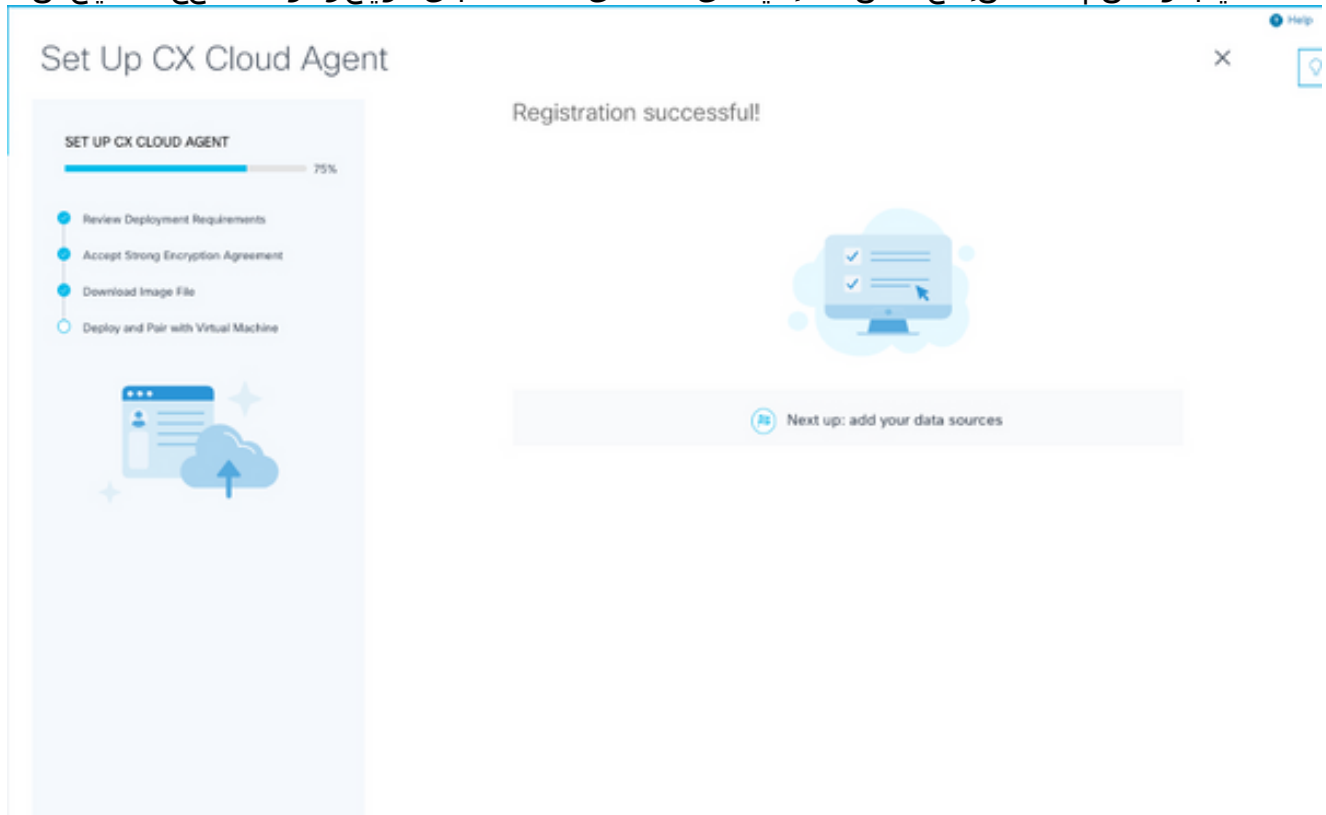 Help
Set Up CX Cloud Agent
Registration successful!
SET UP CX CLOUD AGENT
75%
Review Deployment Requirements
Accept Strong Encryption Agreement
Download Image File
Deploy and Pair with Virtual Machine
Next up: add your data sources